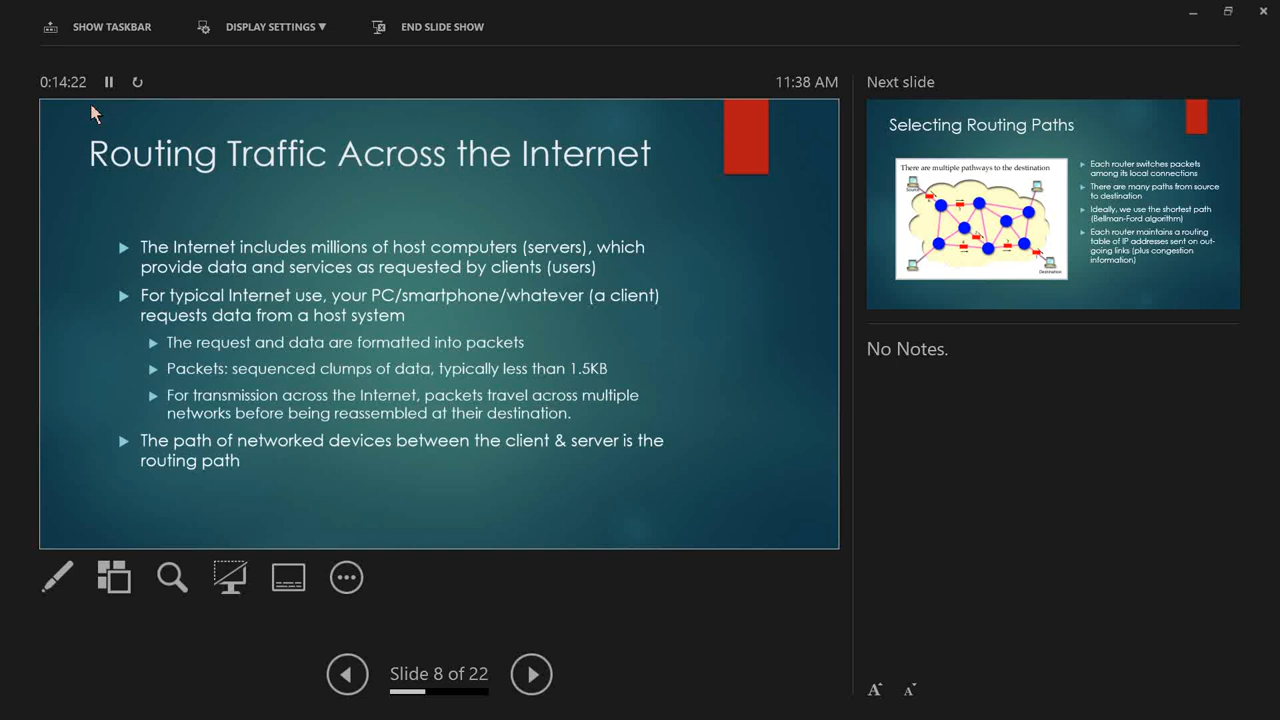 SHOW TASKBAR
DISPLAY SETTINGS ▼
END SLIDE SHOW
0:14:22
11:38 AM
Routing Traffic Across the Internet
The Internet includes millions of host computers (servers), which
provide data and services as requested by clients (users)
For typical Internet use, your PC/smartphone/whatever (a client)
requests data from a host system
The request and data are formatted into packets
Packets: sequenced clumps of data, typically less than 1.5KB
For transmission across the Internet, packets travel across multiple
networks before being reassembled at their destination.
The path of networked devices between the client & server is the
routing path
Slide 8 of 22
Next slide
Selecting Routing Paths
There are multiple pathways to the destination
Source
Destination
Each router switches packets
among its local connections
There are many paths from source
to destination
Ideally, we use the shortest path
(Bellman-Ford algorithm)
Each router maintains a routing
table of IP addresses sent on out-
going links (plus congestion
information)
No Notes.
A
A